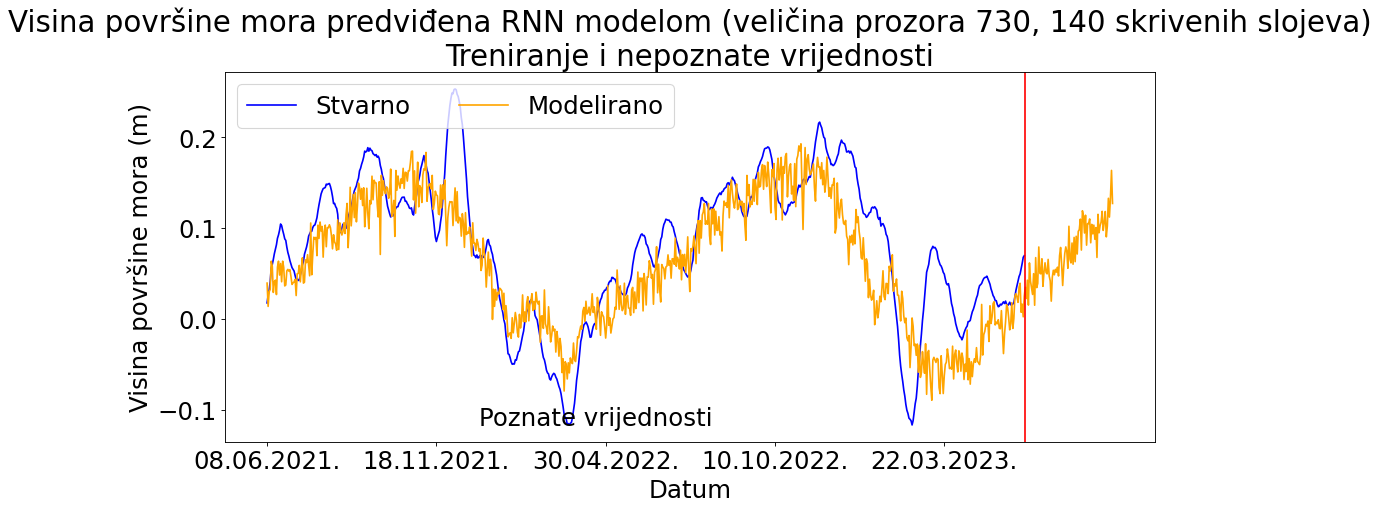 Visina površine mora predviđena RNN modelom (veličina prozora 730, 140 skrivenih slojeva)
Treniranje i nepoznate vrijednosti
Stvarno Modelirano
Visina površine mora (m)
0.2
0.1
0.0
−0.1
Poznate vrijednosti
08.06.2021. 18.11.2021. 30.04.2022. 10.10.2022. 22.03.2023.
Datum